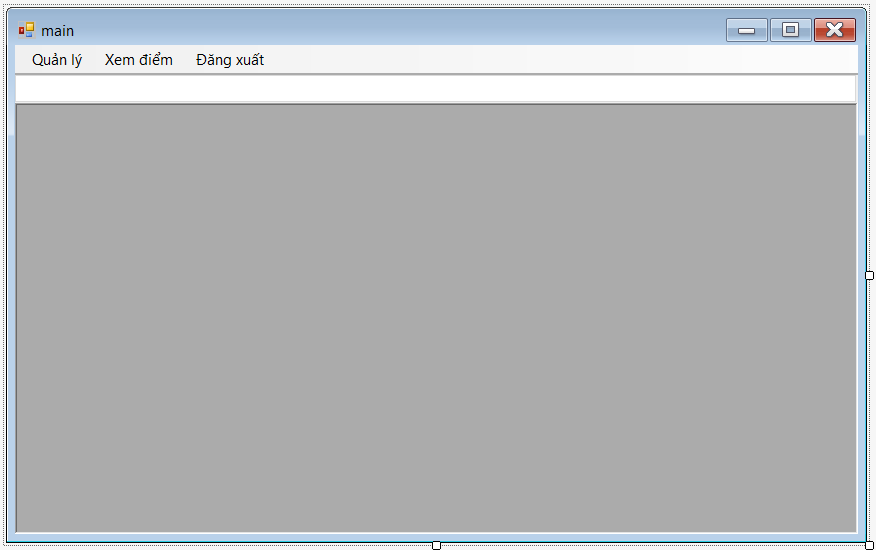 main
Quản lý Xem điểm Đăng xuất